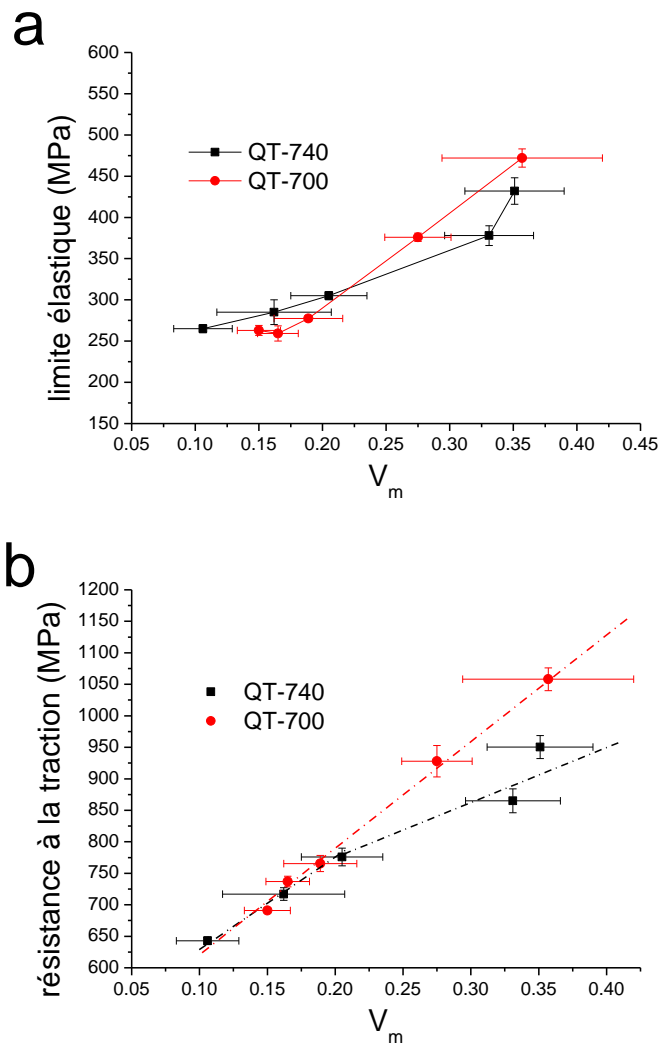 a
600
550
500
450
400
350
300
250
200
150
limite élastique (MPa)
QT-740
QT-700
0.05 0.10 0.15 0.20 0.25 0.30 0.35 0.40 0.45
Vm
b
1200
1150
1100
1050
1000
950
900
850
800
750
700
650
600
résistance à la traction (MPa)
QT-740
QT-700
0.05 0.10 0.15 0.20 0.25 0.30 0.35 0.40
Vm